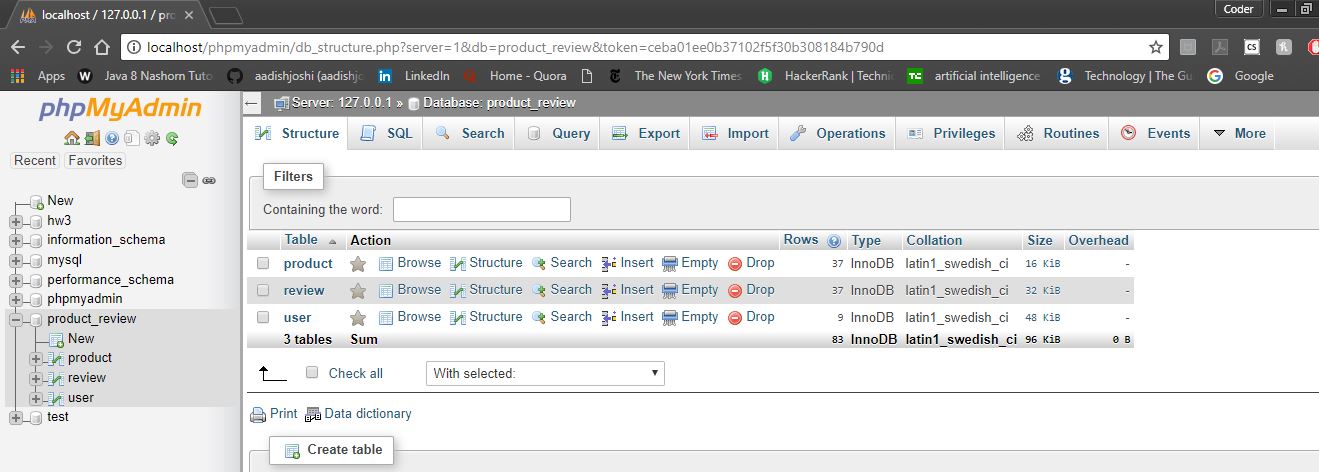 localhost / 127.0.0.1 / pro
Coder
localhost/phpmyadmin/db_structure.php?server=1&db=product_review&token=ceba01ee0b37102f5f30b308184b790d
Apps Java 8 Nashorn Tuto aadishjoshi (aadishjo LinkedIn Home - Quora The New York Times HackerRank | Technic artificial intelligence Technology | The Gu Google
phpMyAdmin
Recent Favorites
New
hw3
information_schema
mysql
performance_schema
phpmyadmin
product_review
New
product
review
user
test
Server: 127.0.0.1 » Database: product_review
Structure SQL Search Query Export Import Operations Privileges Routines Events More
Filters
Containing the word:
Table Action Rows Type Collation Size Overhead
product Browse Structure Search Insert Empty Drop 37 InnoDB latin1_swedish_ci 16 KiB -
review Browse Structure Search Insert Empty Drop 37 InnoDB latin1_swedish_ci 32 KiB -
user Browse Structure Search Insert Empty Drop 9 InnoDB latin1_swedish_ci 48 KiB -
3 tables Sum 83 InnoDB latin1_swedish_ci 96 KiB 0 B
Check all With selected:
Print Data dictionary
Create table